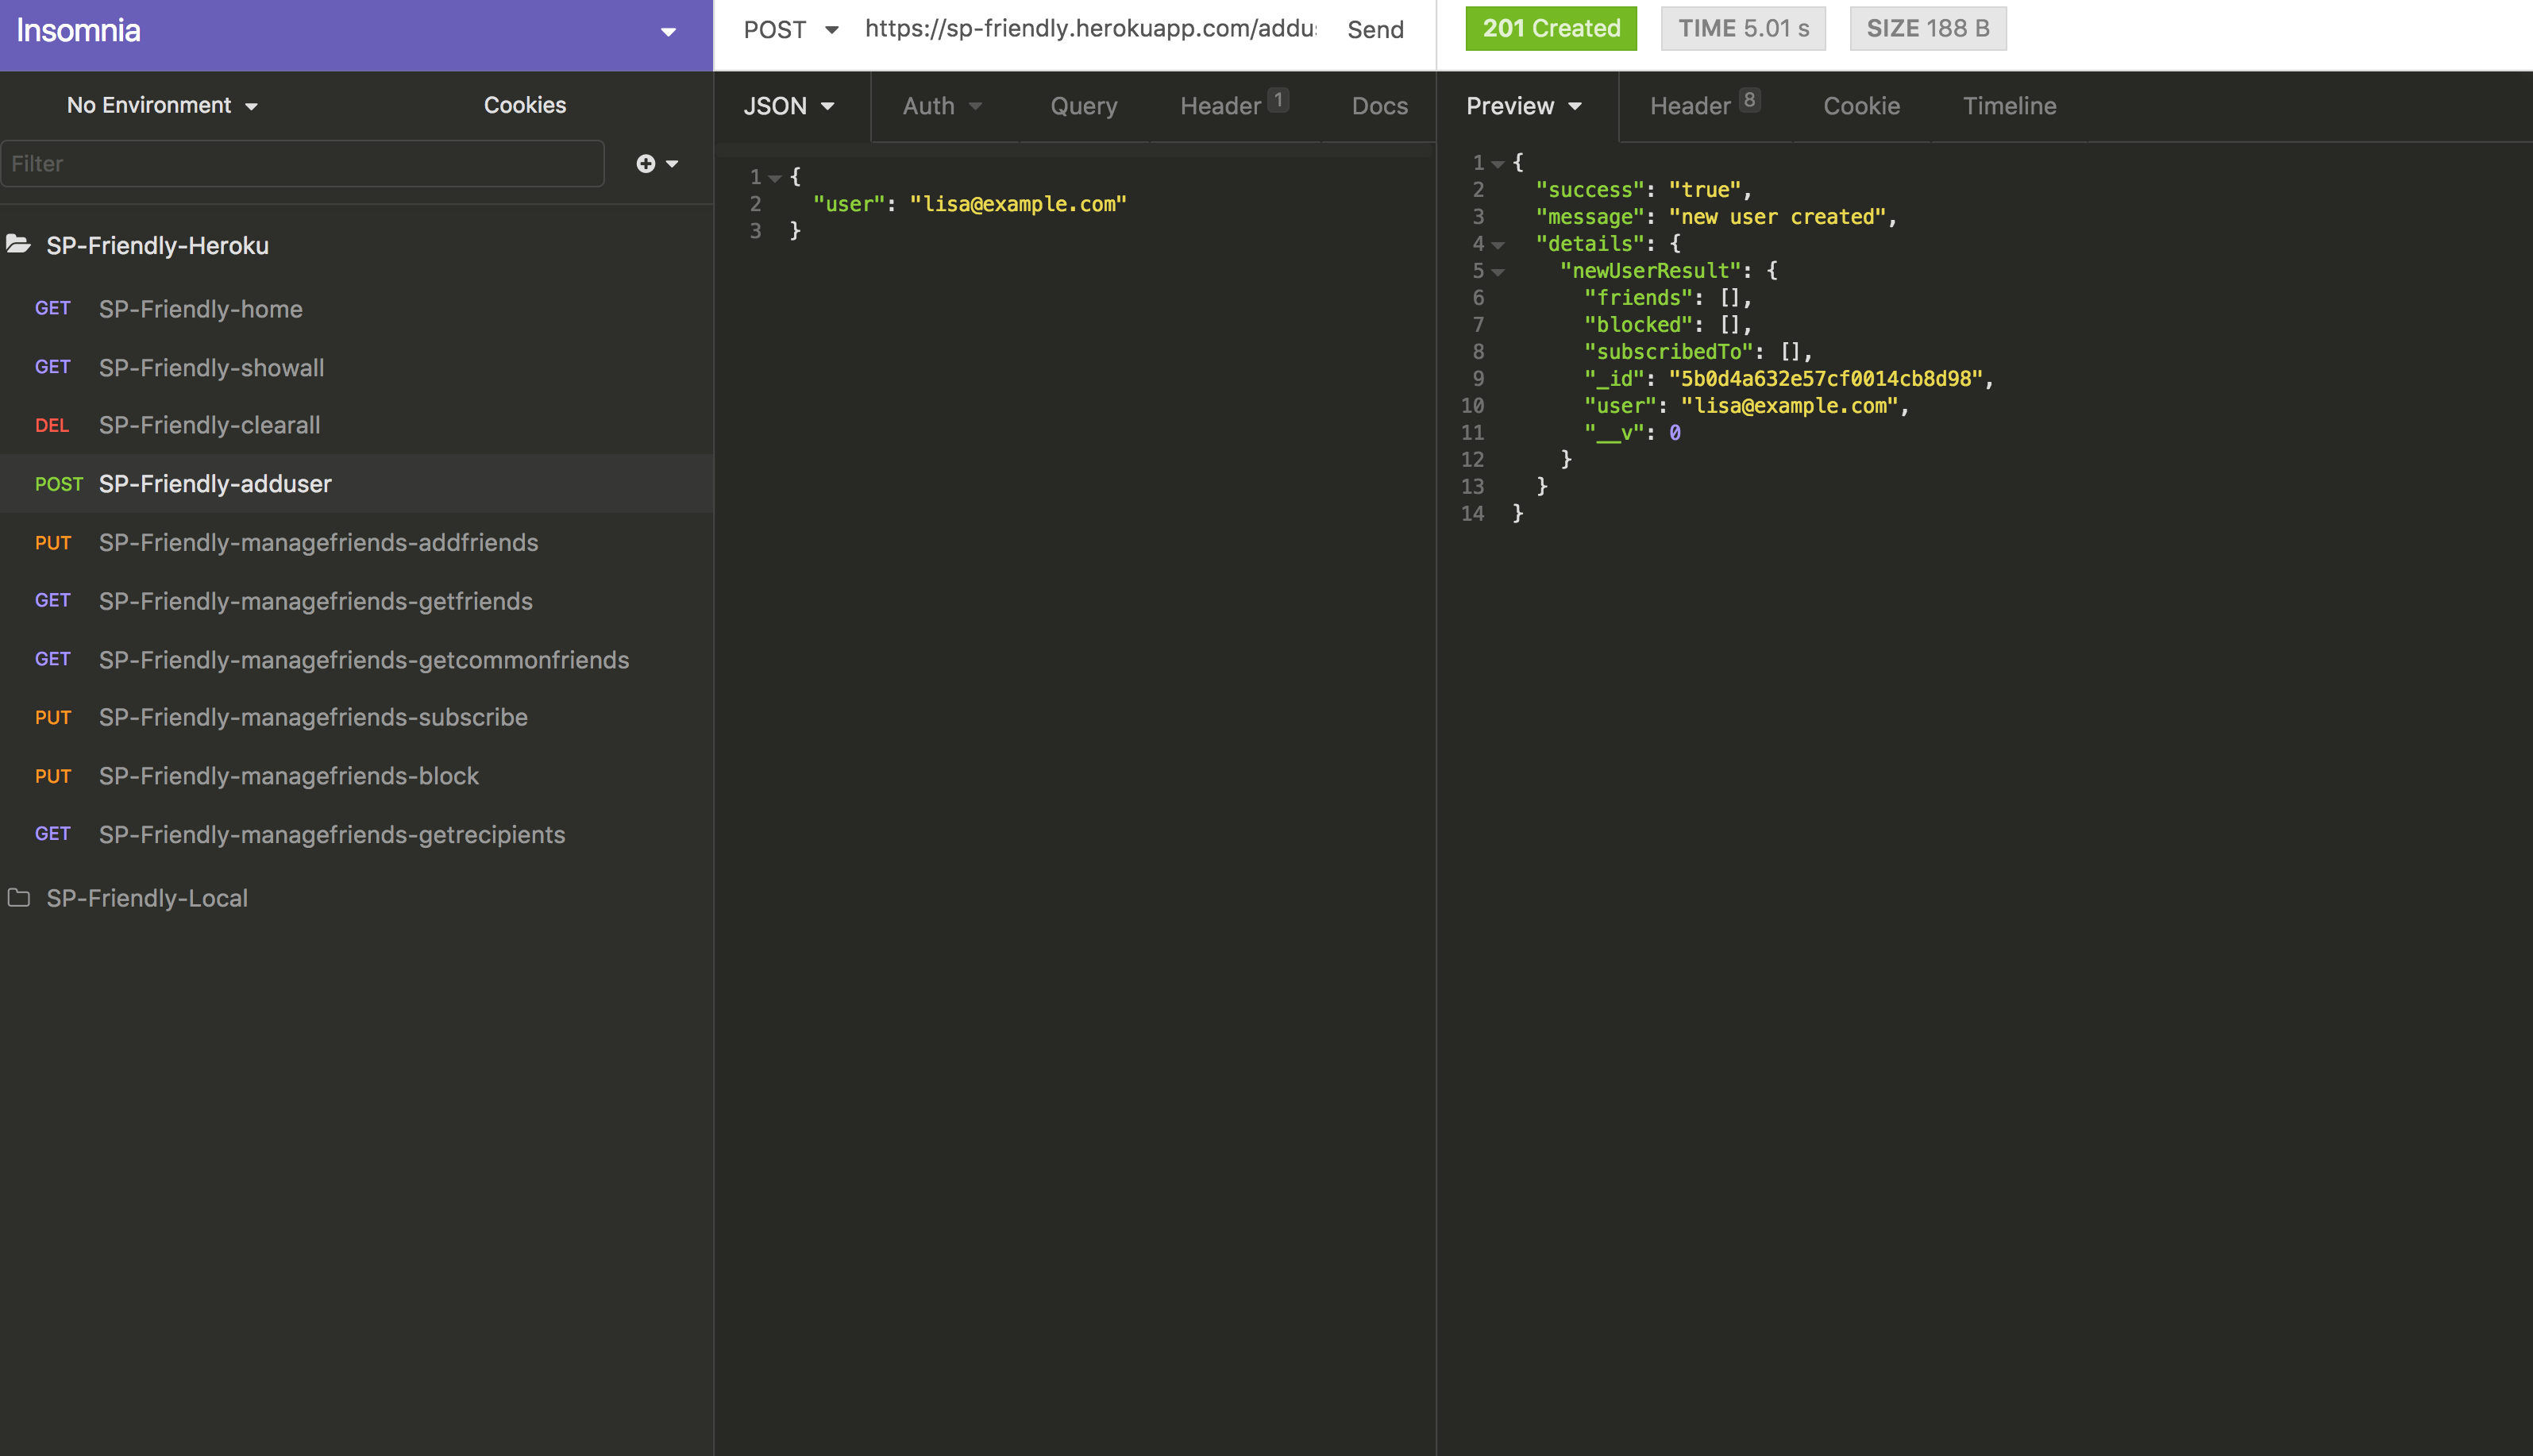 Insomnia
No Environment
Cookies
Filter
SP-Friendly-Heroku
GET SP-Friendly-home
GET SP-Friendly-showall
DEL SP-Friendly-clearall
POST SP-Friendly-adduser
PUT SP-Friendly-managefriends-addfriends
GET SP-Friendly-managefriends-getfriends
GET SP-Friendly-managefriends-getcommonfriends
PUT SP-Friendly-managefriends-subscribe
PUT SP-Friendly-managefriends-block
GET SP-Friendly-managefriends-getrecipients
SP-Friendly-Local
POST https://sp-friendly.herokuapp.com/addu Send
JSON Auth Query Header 1 Docs
1 {
2 "user": "lisa@example.com"
3 }
201 Created TIME 5.01 s SIZE 188 B
Preview Header 8 Cookie Timeline
1 {
2 "success": "true",
3 "message": "new user created",
4 "details": {
5 "newUserResult": {
6 "friends": [],
7 "blocked": [],
8 "subscribedTo": [],
9 "_id": "5b0d4a632e57cf0014cb8d98",
10 "user": "lisa@example.com",
11 "__v": 0
12 }
13 }
14 }